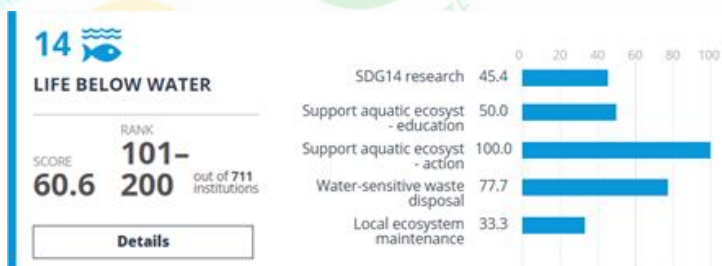 14
LIFE BELOW WATER
SCORE
60.6
RANK
101–
200
out of 711
institutions
Details
0 20 40 60 80 100
SDG14 research 45.4
Support aquatic ecosyst 50.0
- education
Support aquatic ecosyst 100.0
- action
Water-sensitive waste 77.7
disposal
Local ecosystem 33.3
maintenance